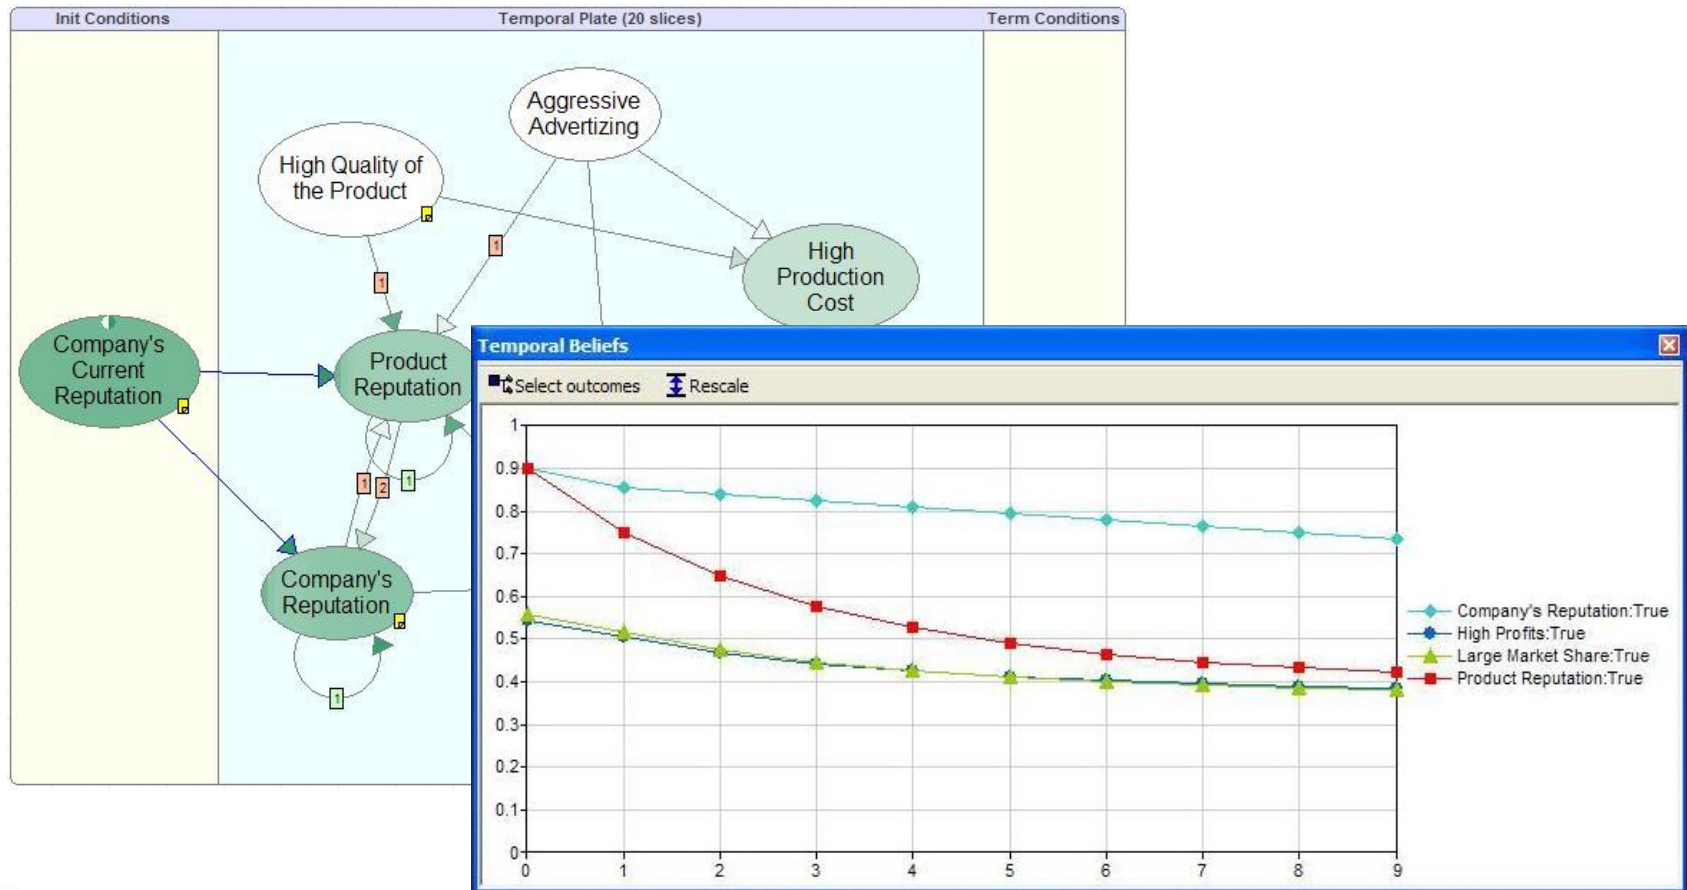 Init Conditions
Temporal Plate (20 slices)
Term Conditions
Aggressive
Advertizing
High Quality of
the Product
1
1
High
Production
Cost
Company's
Current
Reputation
Product
Reputation
1
2
1
Company's
Reputation
1
Temporal Beliefs
Select outcomes
Rescale
1
0.9
0.8
0.7
0.6
0.5
0.4
0.3
0.2
0.1
0
0 1 2 3 4 5 6 7 8 9
Company's Reputation:True
High Profits:True
Large Market Share:True
Product Reputation:True